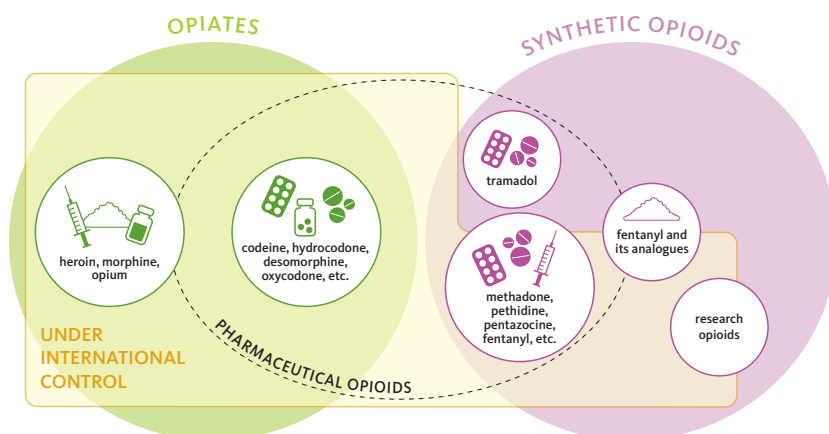 OPIATES
SYNTHETIC OPIOIDS
tramadol
heroin, morphine,
opium
codeine, hydrocodone,
desomorphine,
oxycodone, etc.
fentanyl and
its analogues
methadone,
pethidine,
pentazocine,
fentanyl, etc.
research
opioids
UNDER
INTERNATIONAL
CONTROL
PHARMACEUTICAL OPIOIDS